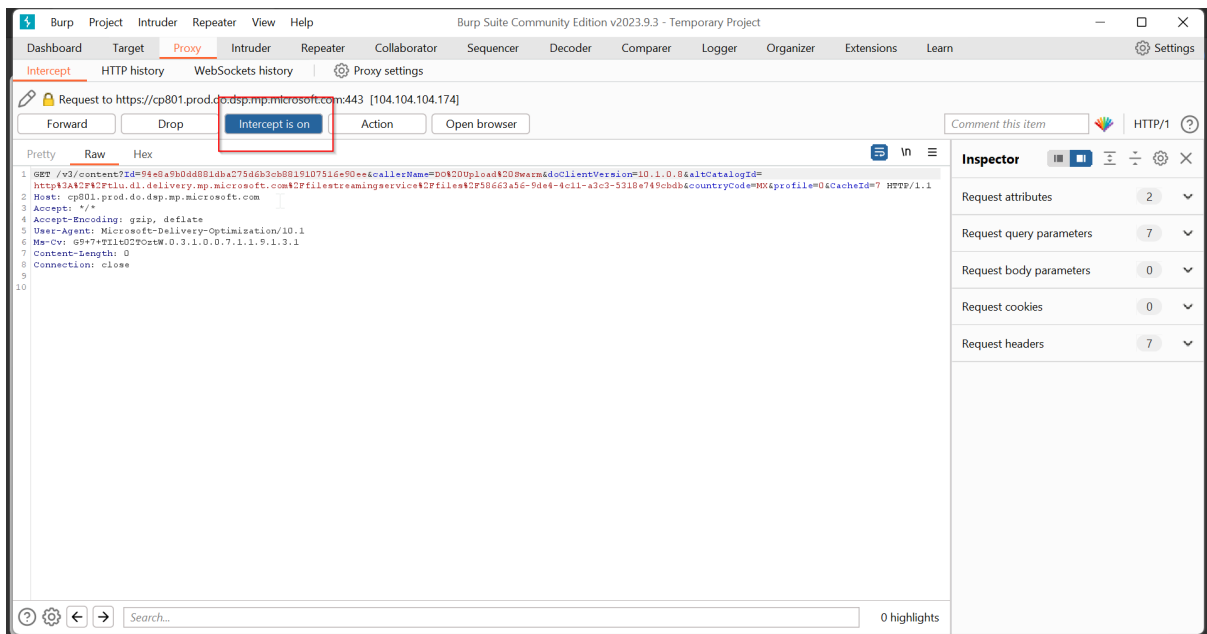 Burp Project Intruder Repeater View Help Burp Suite Community Edition v2023.9.3 - Temporary Project
Dashboard Target Proxy Intruder Repeater Collaborator Sequencer Decoder Comparer Logger Organizer Extensions Learn Settings
Intercept HTTP history WebSockets history Proxy settings
Request to https://cp801.prod.do.dsp.mp.microsoft.com:443 [104.104.104.174]
Forward Drop Intercept is on Action Open browser Comment this item HTTP/1
Pretty Raw Hex \n
Inspector
1 GET /v3/content?Id=94e8a9b0dd881dba275d6b3cb8819107516e90ee&callerName=DO%20Upload%20Swarm&doClientVersion=10.1.0.8&altCatalogId=
http%3A%2F%2Ftlu.dl.delivery.mp.microsoft.com%2Ffilestreamingservice%2Ffiles%2F58663a56-9de4-4c11-a3c3-5318e749cbdb&countryCode=MX&profile=0&CacheId=7 HTTP/1.1
2 Host: cp801.prod.do.dsp.mp.microsoft.com
3 Accept: */*
4 Accept-Encoding: gzip, deflate
5 User-Agent: Microsoft-Delivery-Optimization/10.1
6 Ms-Cv:
7 Content-Length: 0
8 Connection: close
9
10
Request attributes 2
Request query parameters 7
Request body parameters 0
Request cookies 0
Request headers 7
Search... 0 highlights